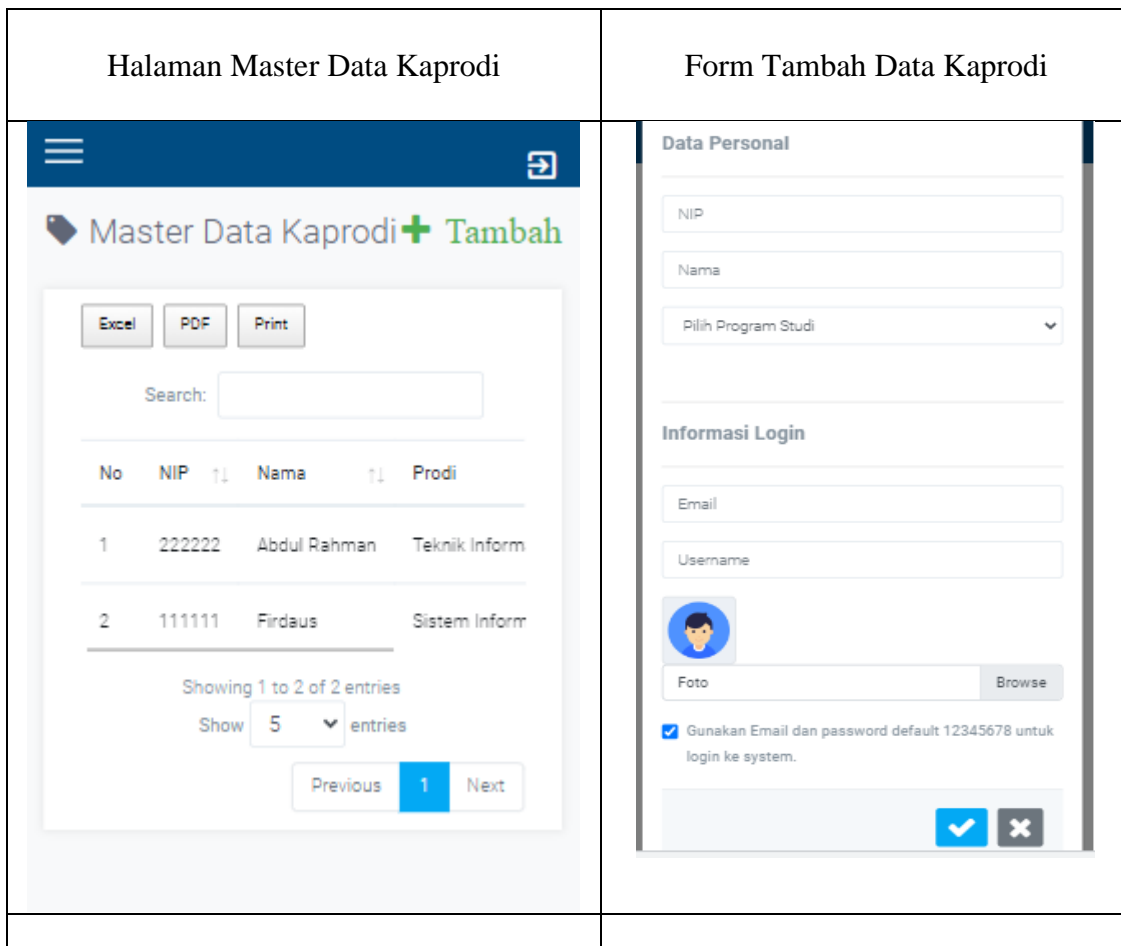 Halaman Master Data Kaprodi
Form Tambah Data Kaprodi
Master Data Kaprodi Tambah
Excel PDF Print
Search:
No NIP Nama Prodi
1 222222 Abdul Rahman Teknik Inform
2 111111 Firdaus Sistem Inform
Showing 1 to 2 of 2 entries
Show 5 entries
Previous 1 Next
Data Personal
NIP
Nama
Pilih Program Studi
Informasi Login
Email
Username
Foto Browse
Gunakan Email dan password default 12345678 untuk
login ke system.